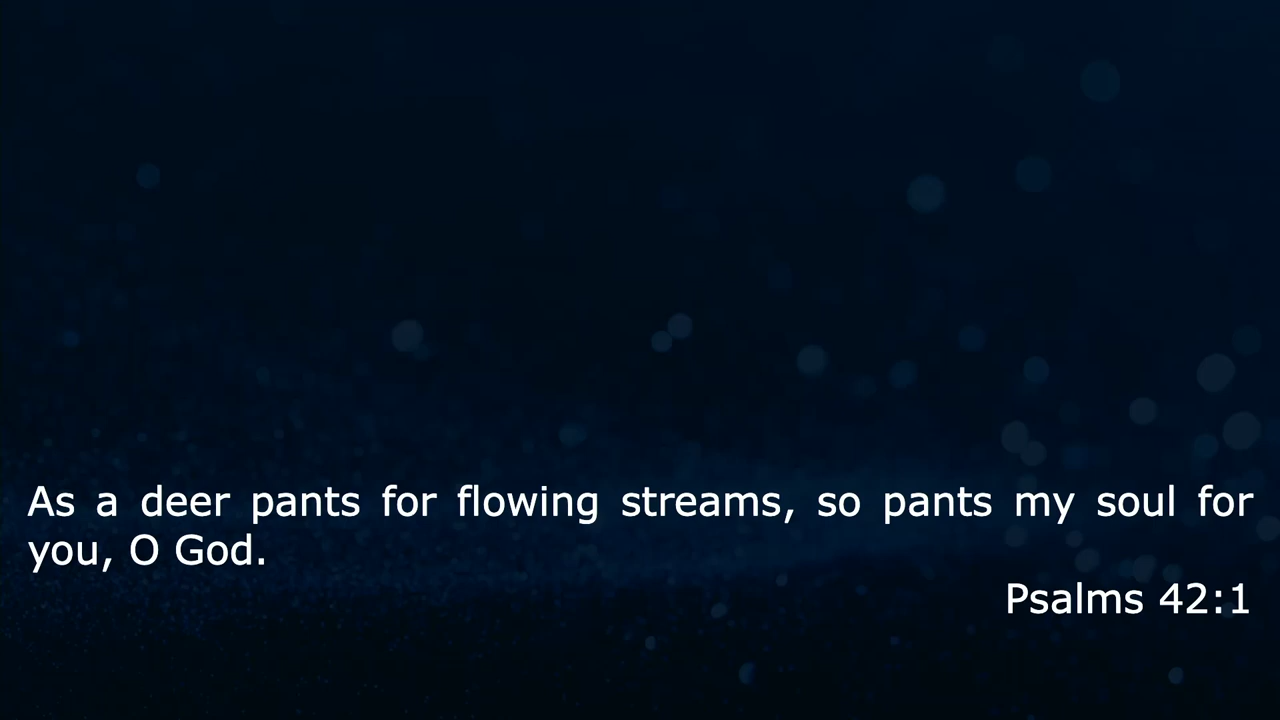 As a deer pants for flowing streams, so pants my soul for
you, O God.
Psalms 42:1